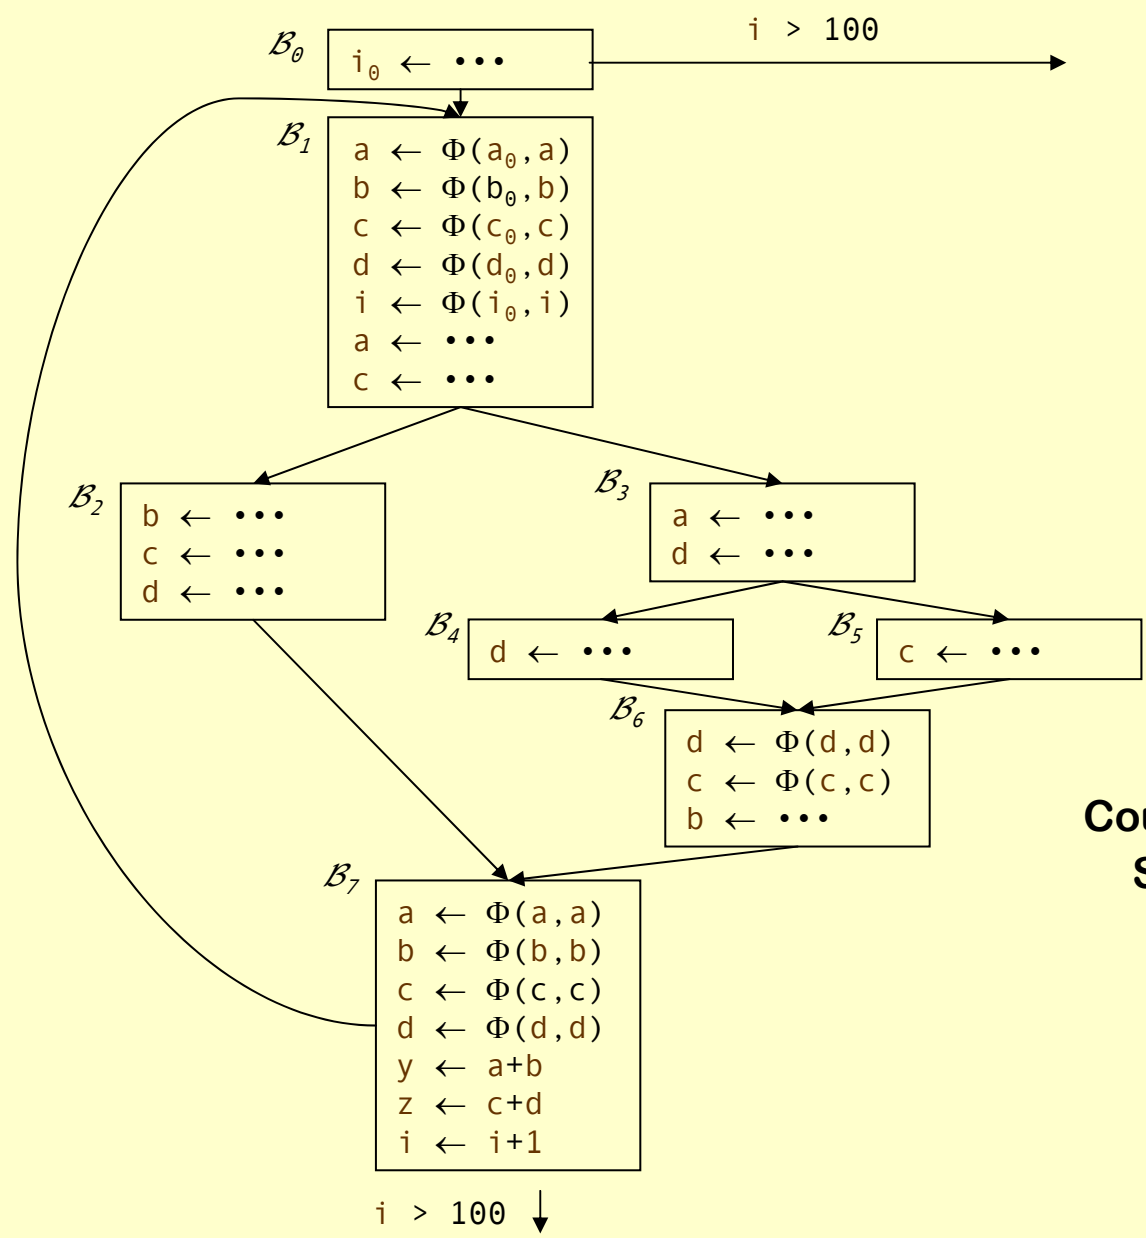 i > 100
ℬ₀
i₀ ← •••
ℬ₁
a ← Φ(a₀,a)
b ← Φ(b₀,b)
c ← Φ(c₀,c)
d ← Φ(d₀,d)
i ← Φ(i₀,i)
a ← •••
c ← •••
ℬ₂
b ← •••
c ← •••
d ← •••
ℬ₃
a ← •••
d ← •••
ℬ₄
d ← •••
ℬ₅
c ← •••
ℬ₆
d ← Φ(d,d)
c ← Φ(c,c)
b ← •••
ℬ₇
a ← Φ(a,a)
b ← Φ(b,b)
c ← Φ(c,c)
d ← Φ(d,d)
y ← a+b
z ← c+d
i ← i+1
i > 100